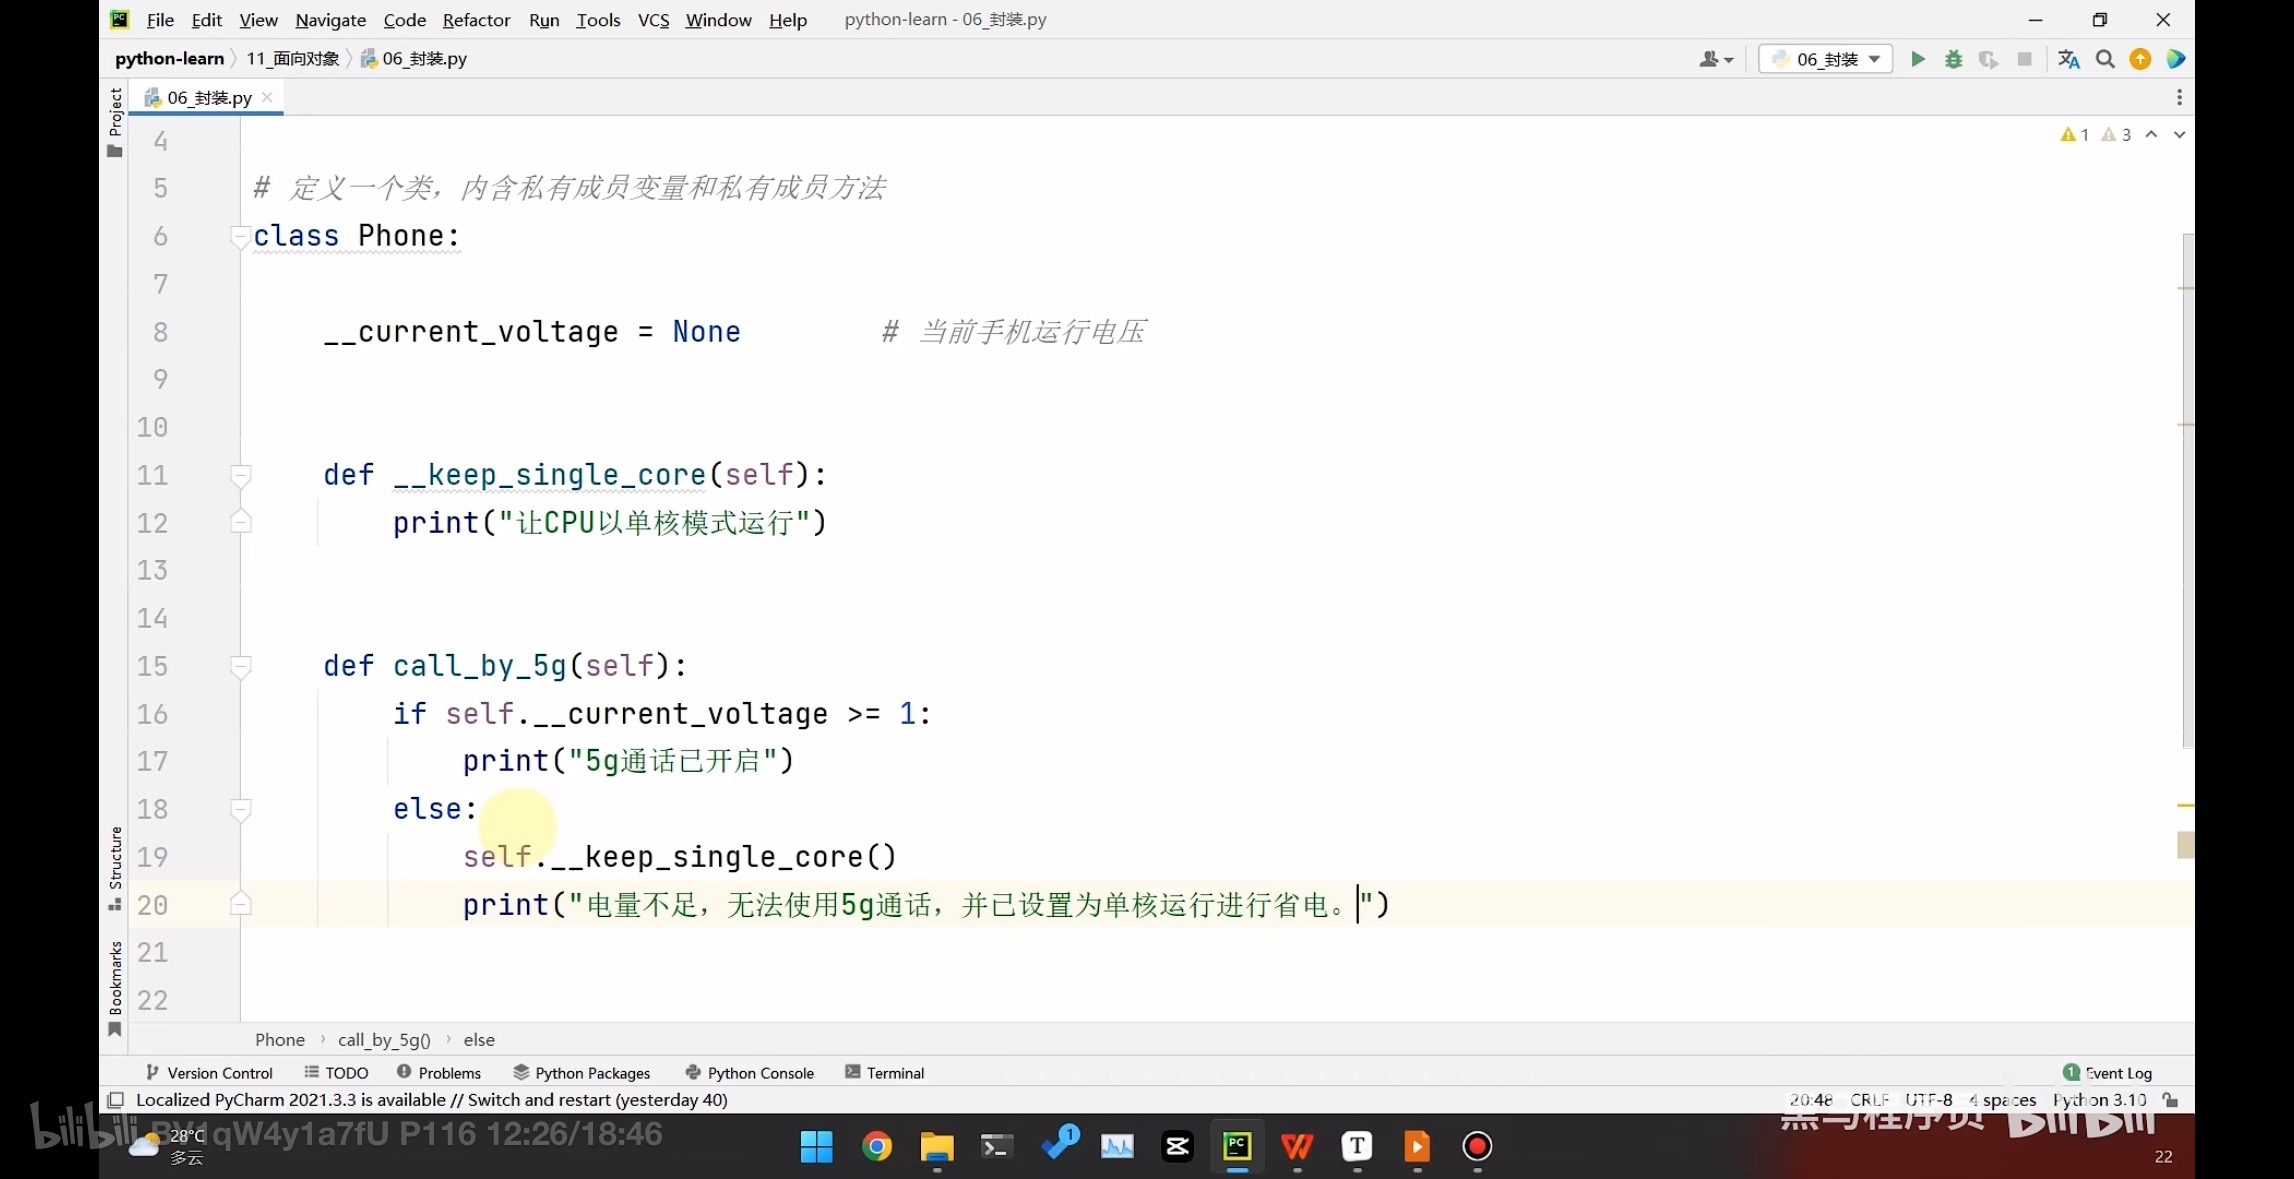 File Edit View Navigate Code Refactor Run Tools VCS Window Help python-learn - 06_封装.py
python-learn 11_面向对象 06_封装.py 06_封装
Project 06_封装.py
1 3
4
5 # 定义一个类，内含私有成员变量和私有成员方法
6 class Phone:
7
8 __current_voltage = None # 当前手机运行电压
9
10
11 def __keep_single_core(self):
12 print("让CPU以单核模式运行")
13
14
15 def call_by_5g(self):
16 if self.__current_voltage >= 1:
17 print("5g通话已开启")
18 else:
19 self.__keep_single_core()
20 print("电量不足，无法使用5g通话，并已设置为单核运行进行省电。")
21
22
Structure
Bookmarks
Phone › call_by_5g() › else
Version Control TODO Problems Python Packages Python Console Terminal 1 Event Log
Localized PyCharm 2021.3.3 is available // Switch and restart (yesterday 40) 20:48 CRLF UTF-8 4 spaces Python 3.10
黑马程序员 bilibili
bilibili BV1qW4y1a7fU P116 12:26/18:46
28°C
多云
1
22